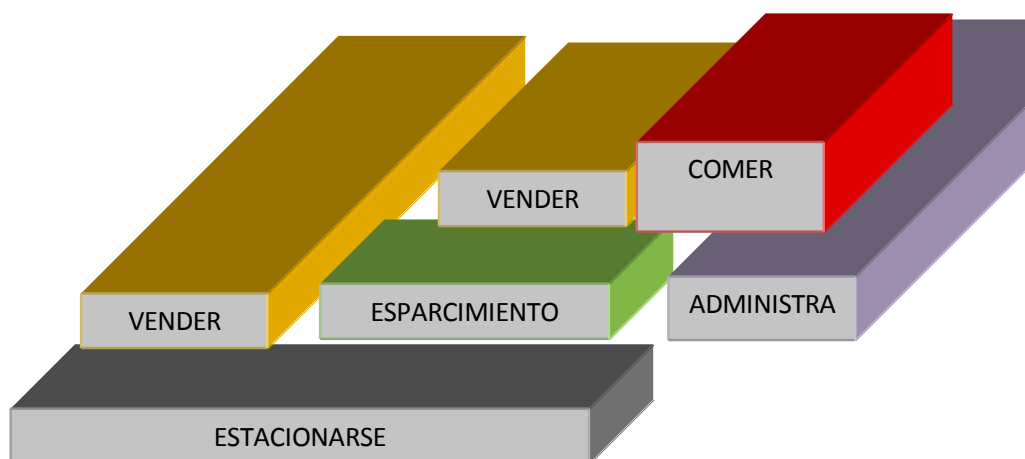 COMER
VENDER
ADMINISTRA
ESPARCIMIENTO
VENDER
ESTACIONARSE